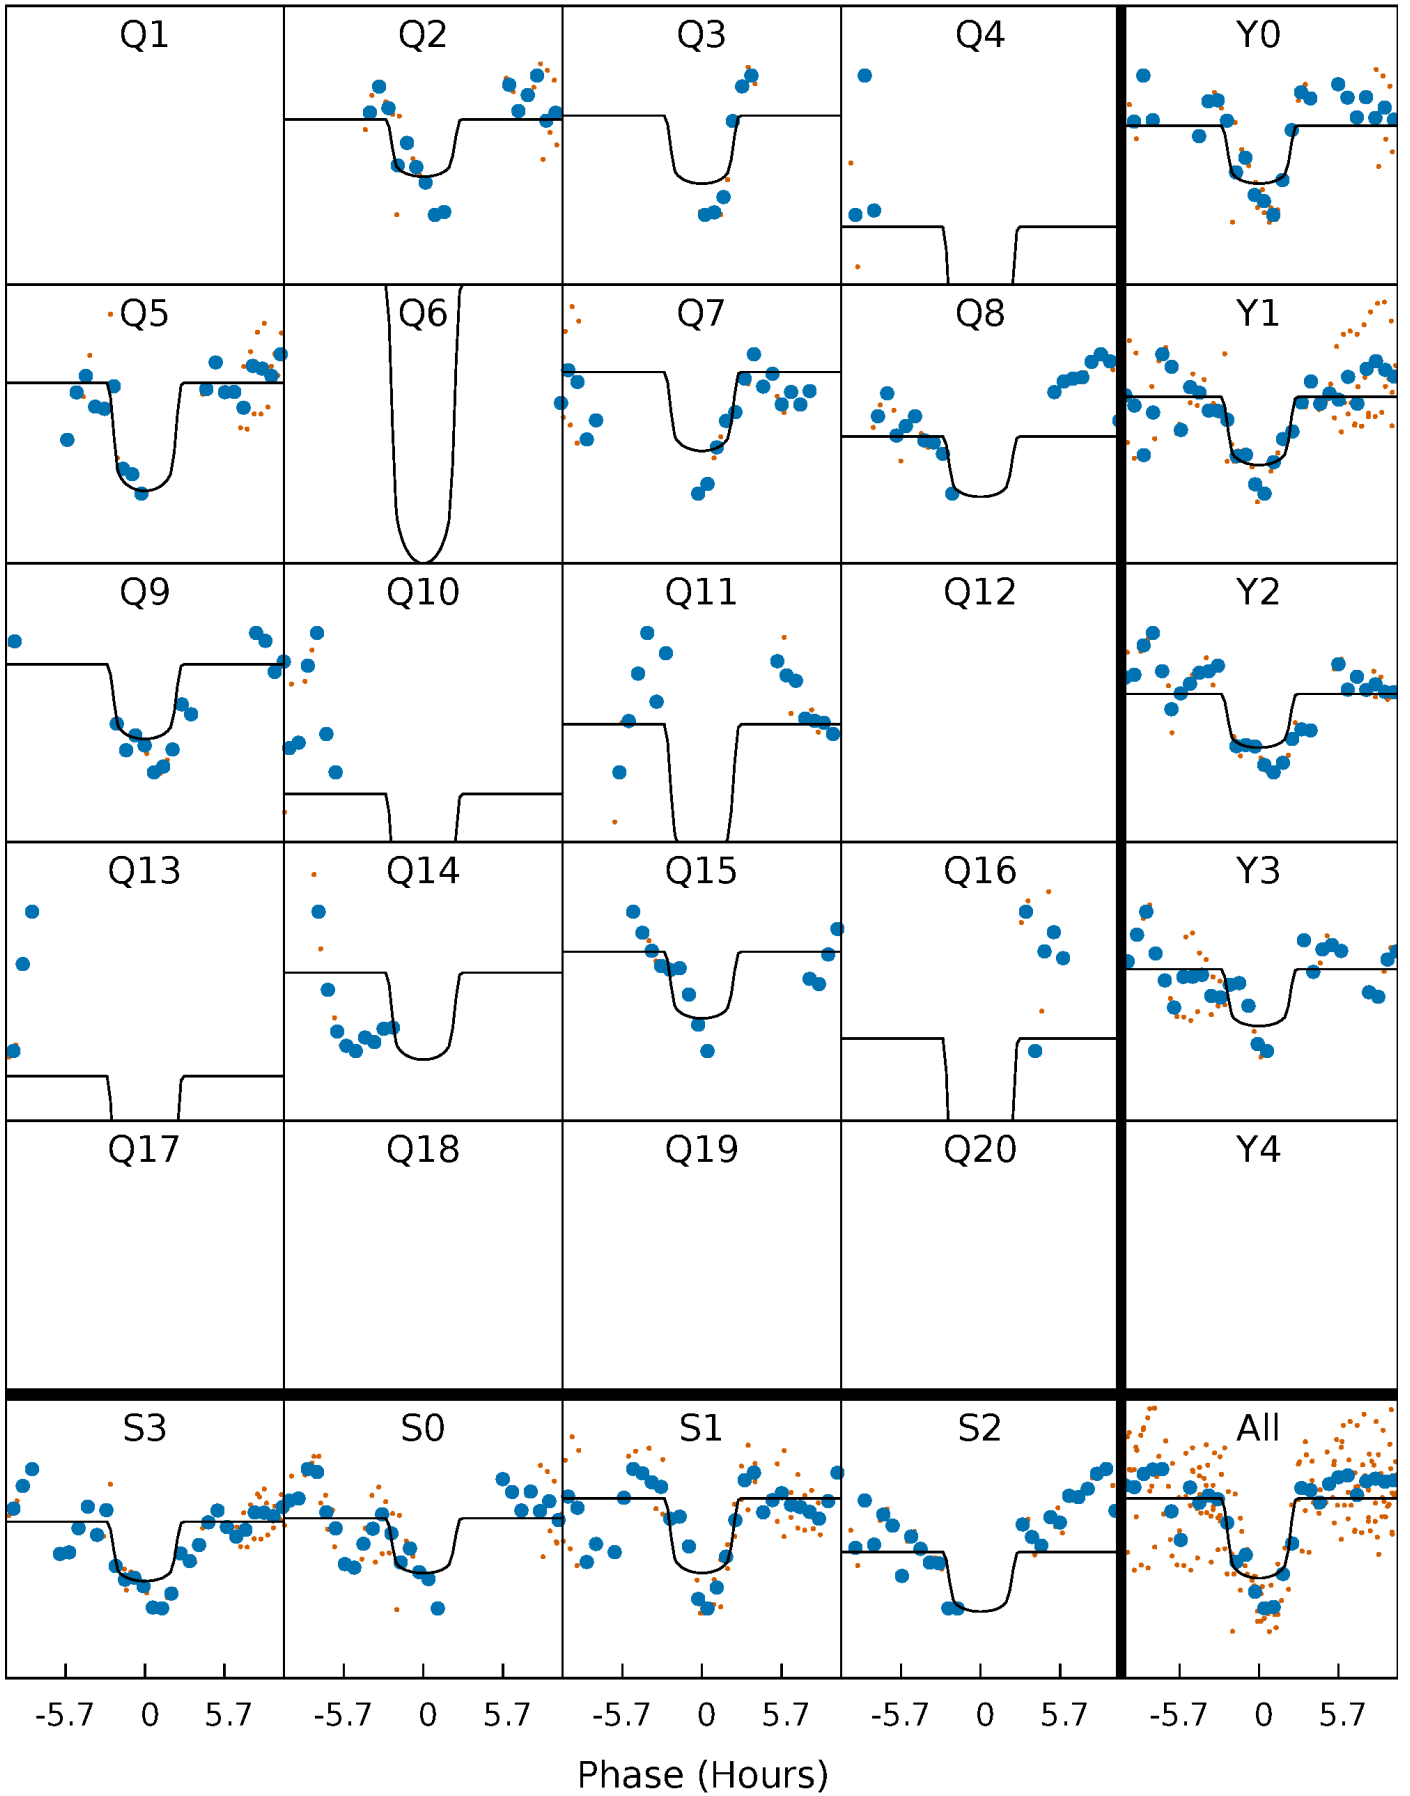 Q1 Q2 Q3 Q4 Y0
Q5 Q6 Q7 Q8 Y1
Q9 Q10 Q11 Q12 Y2
Q13 Q14 Q15 Q16 Y3
Q17 Q18 Q19 Q20 Y4
S3 S0 S1 S2 All
-5.7 0 5.7 -5.7 0 5.7 -5.7 0 5.7 -5.7 0 5.7 -5.7 0 5.7
Phase (Hours)